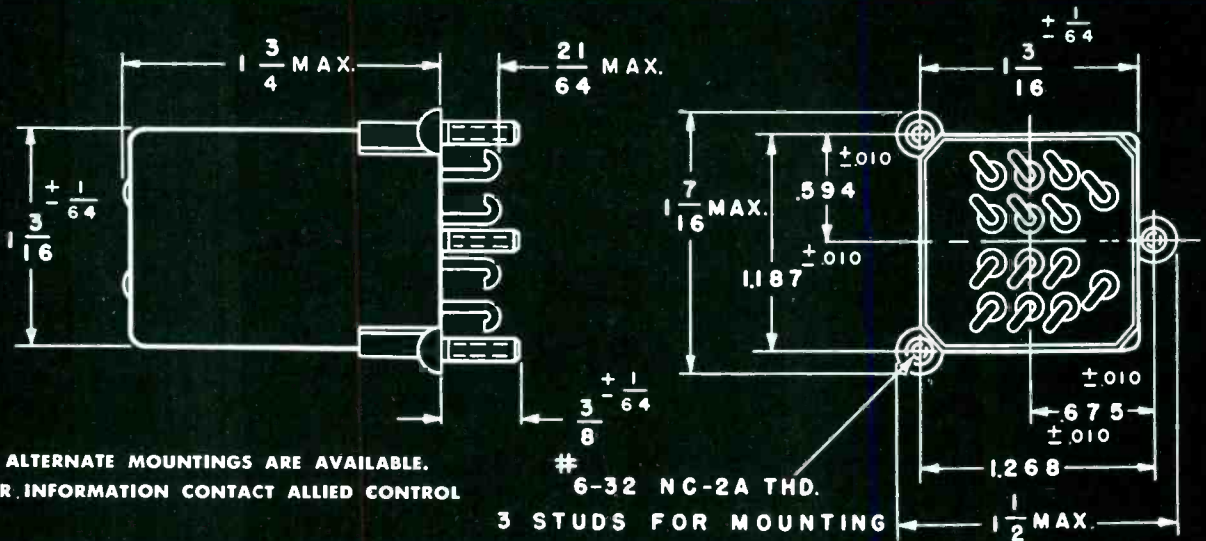 ± 1/64
1 3/4 MAX.
21/64 MAX.
1 3/16
± 1/64
1 3/16
± .010
.594
1 7/16 MAX.
± .010
1.187
± 1/64
3/8
± .010
.675
± .010
1.268
ALTERNATE MOUNTINGS ARE AVAILABLE.
R INFORMATION CONTACT ALLIED CONTROL
# 6-32 NC-2A THD.
3 STUDS FOR MOUNTING
1 1/2 MAX.